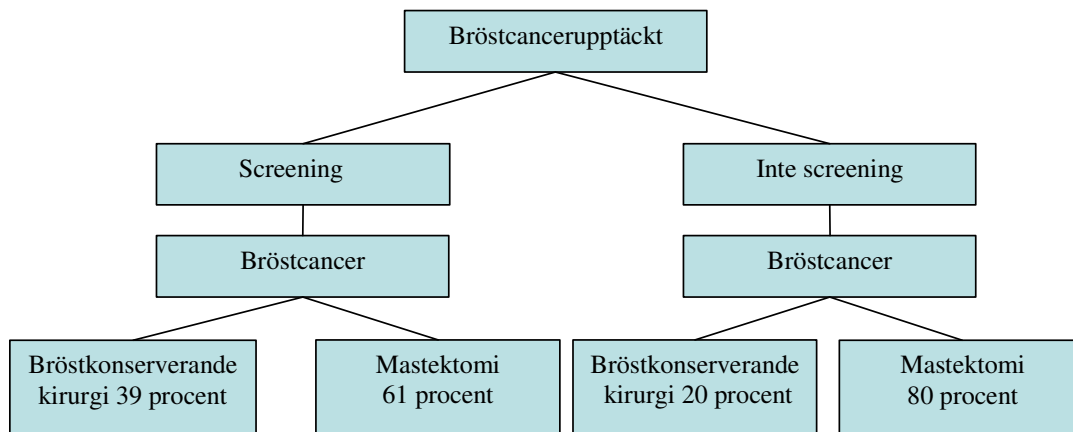 Bröstcancerupptäckt
Screening
Inte screening
Bröstcancer
Bröstcancer
Bröstkonserverande
kirurgi 39 procent
Mastektomi
61 procent
Bröstkonserverande
kirurgi 20 procent
Mastektomi
80 procent